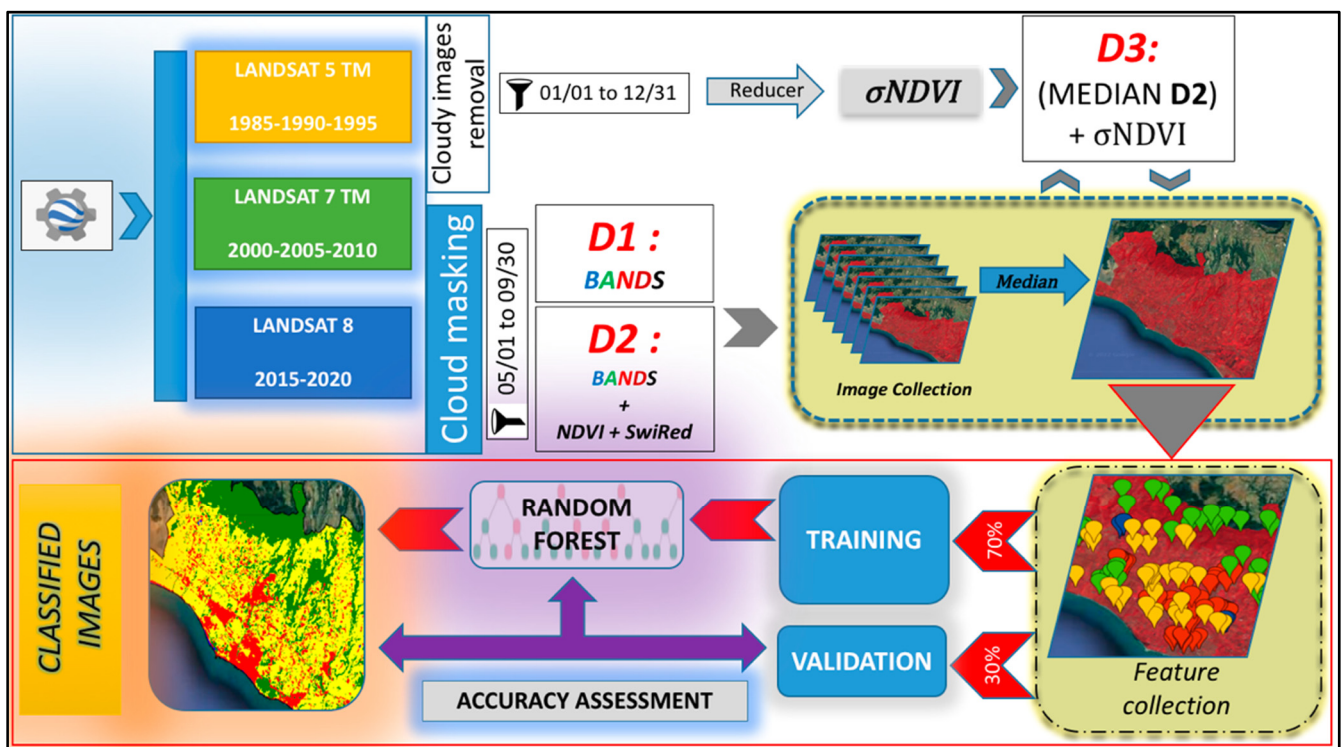 LANDSAT 5 TM
1985-1990-1995
LANDSAT 7 TM
2000-2005-2010
LANDSAT 8
2015-2020
Cloudy images
removal
Cloud masking
01/01 to 12/31
Reducer
σNDVI
D3:
(MEDIAN D2)
+ σNDVI
05/01 to 09/30
D1 :
BANDS
D2 :
BANDS
+
NDVI + SwiRed
Image Collection
Median
CLASSIFIED
IMAGES
RANDOM
FOREST
TRAINING
70%
VALIDATION
30%
Feature
collection
ACCURACY ASSESSMENT